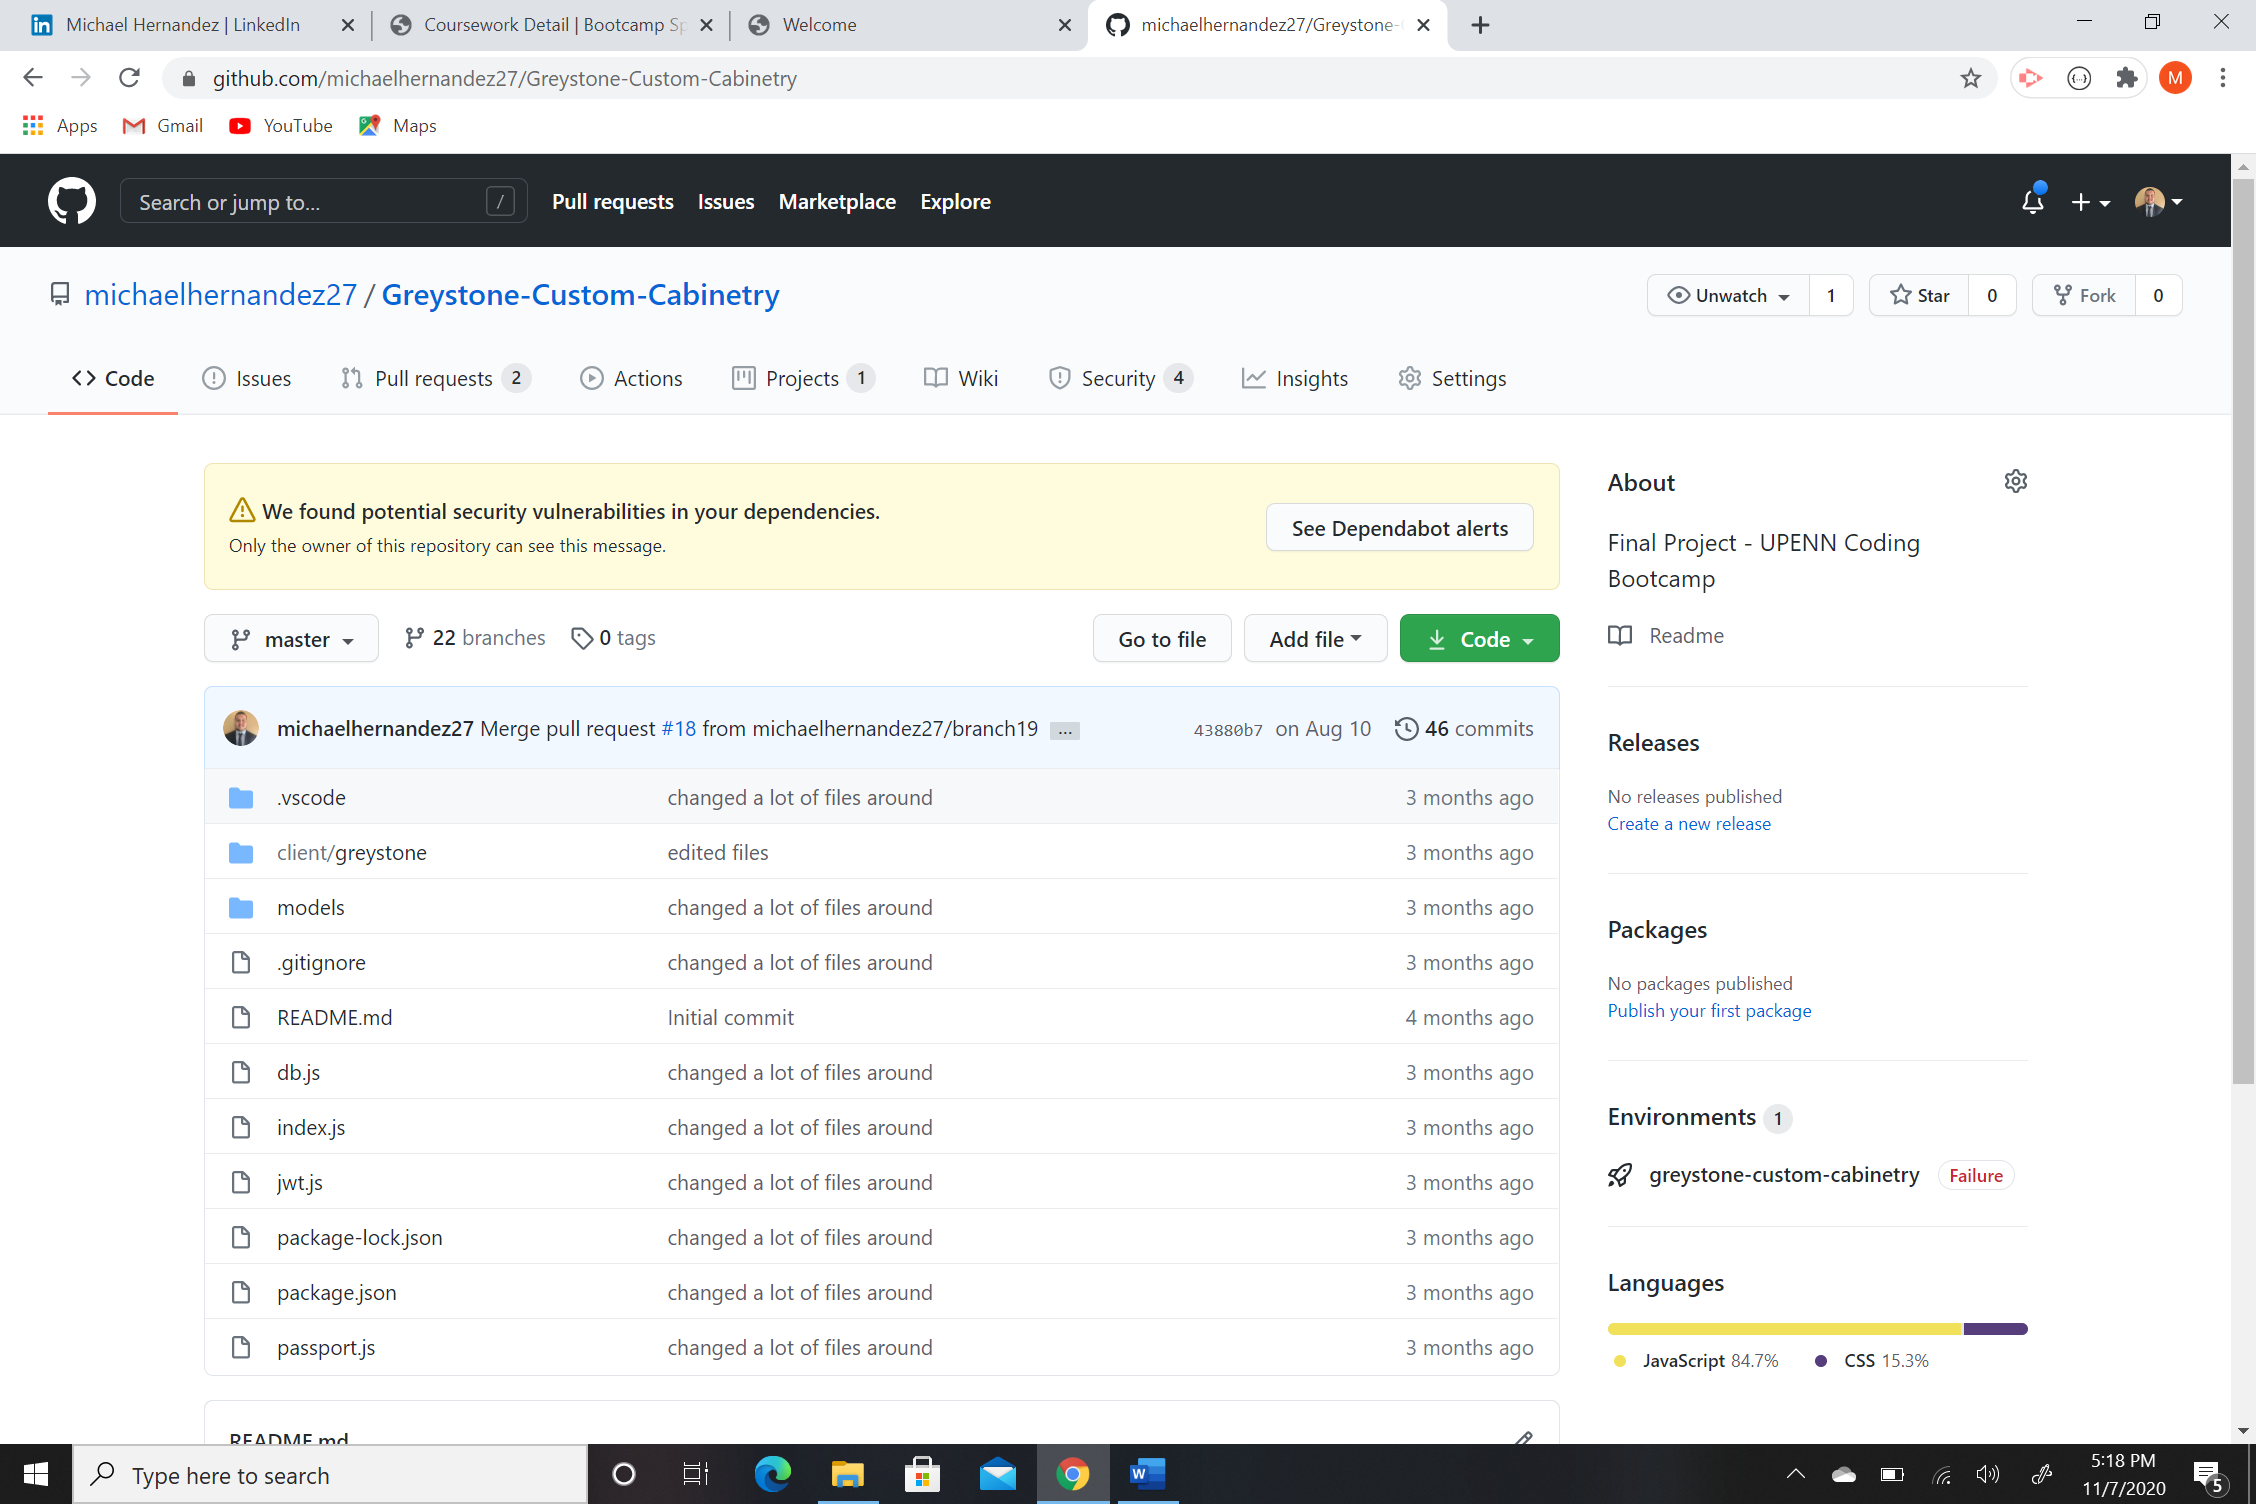 Michael Hernandez | LinkedIn
Coursework Detail | Bootcamp Sp
Welcome
michaelhernandez27/Greystone-
github.com/michaelhernandez27/Greystone-Custom-Cabinetry
M
Apps Gmail YouTube Maps
Search or jump to... /
Pull requests Issues Marketplace Explore
michaelhernandez27 / Greystone-Custom-Cabinetry
Unwatch 1 Star 0 Fork 0
Code Issues Pull requests 2 Actions Projects 1 Wiki Security 4 Insights Settings
We found potential security vulnerabilities in your dependencies.
Only the owner of this repository can see this message.
See Dependabot alerts
master 22 branches 0 tags
Go to file Add file Code
michaelhernandez27 Merge pull request #18 from michaelhernandez27/branch19 ... 43880b7 on Aug 10 46 commits
.vscode changed a lot of files around 3 months ago
client/greystone edited files 3 months ago
models changed a lot of files around 3 months ago
.gitignore changed a lot of files around 3 months ago
README.md Initial commit 4 months ago
db.js changed a lot of files around 3 months ago
index.js changed a lot of files around 3 months ago
jwt.js changed a lot of files around 3 months ago
package-lock.json changed a lot of files around 3 months ago
package.json changed a lot of files around 3 months ago
passport.js changed a lot of files around 3 months ago
README.md
About
Final Project - UPENN Coding
Bootcamp
Readme
Releases
No releases published
Create a new release
Packages
No packages published
Publish your first package
Environments 1
greystone-custom-cabinetry Failure
Languages
JavaScript 84.7% CSS 15.3%
Type here to search
W
5:18 PM
11/7/2020
5